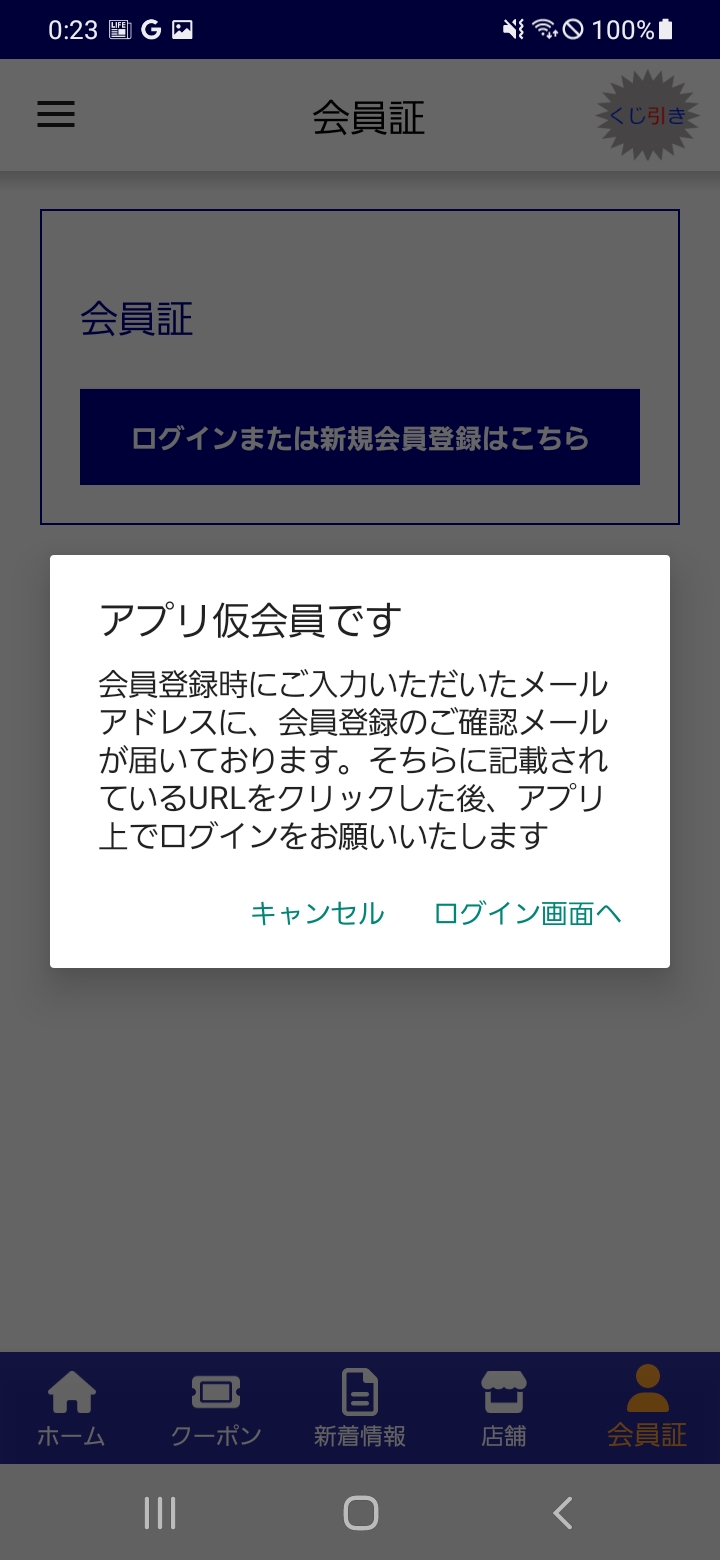 0:23
100%
会員証
くじ引き
会員証
ログインまたは新規会員登録はこちら
アプリ仮会員です
会員登録時にご入力いただいたメール
アドレスに、会員登録のご確認メール
が届いております。そちらに記載され
ているURLをクリックした後、アプリ
上でログインをお願いいたします
キャンセル ログイン画面へ
ホーム クーポン 新着情報 店舗 会員証